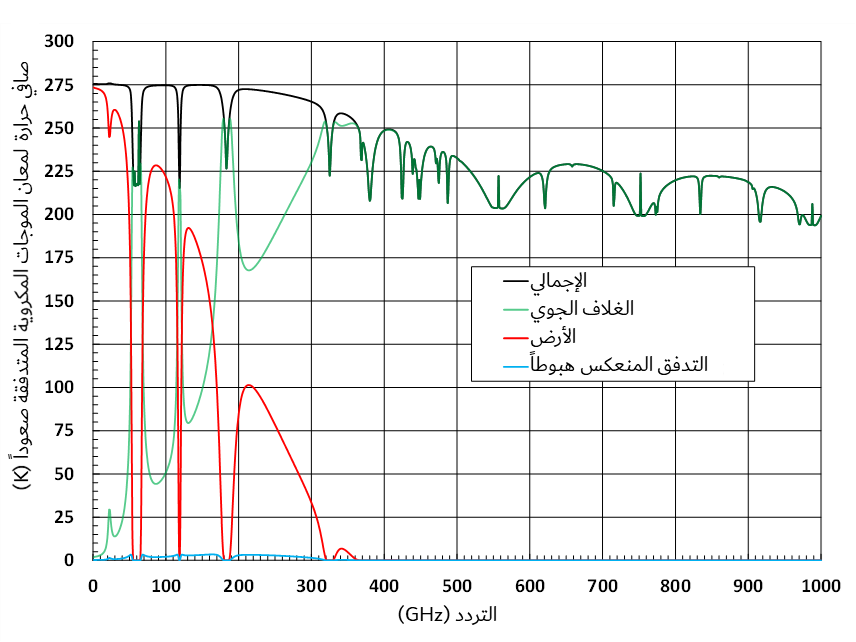 صافي حرارة لمعان الموجات المكروية المتدفقة صعوداً (K)
300
275
250
225
200
175
150
125
100
75
50
25
0
الإجمالي
الغلاف الجوي
الأرض
التدفق المنعكس هبوطاً
0 100 200 300 400 500 600 700 800 900 1000
التردد (GHz)